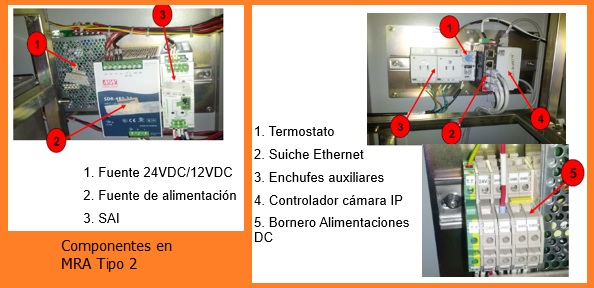 1
2
3
MEAN WELL
1. Fuente 24VDC/12VDC
2. Fuente de alimentación
3. SAI
Componentes en
MRA Tipo 2
1
2
3
4
1. Termostato
2. Suiche Ethernet
3. Enchufes auxiliares
4. Controlador cámara IP
5. Bornero Alimentaciones
DC
5